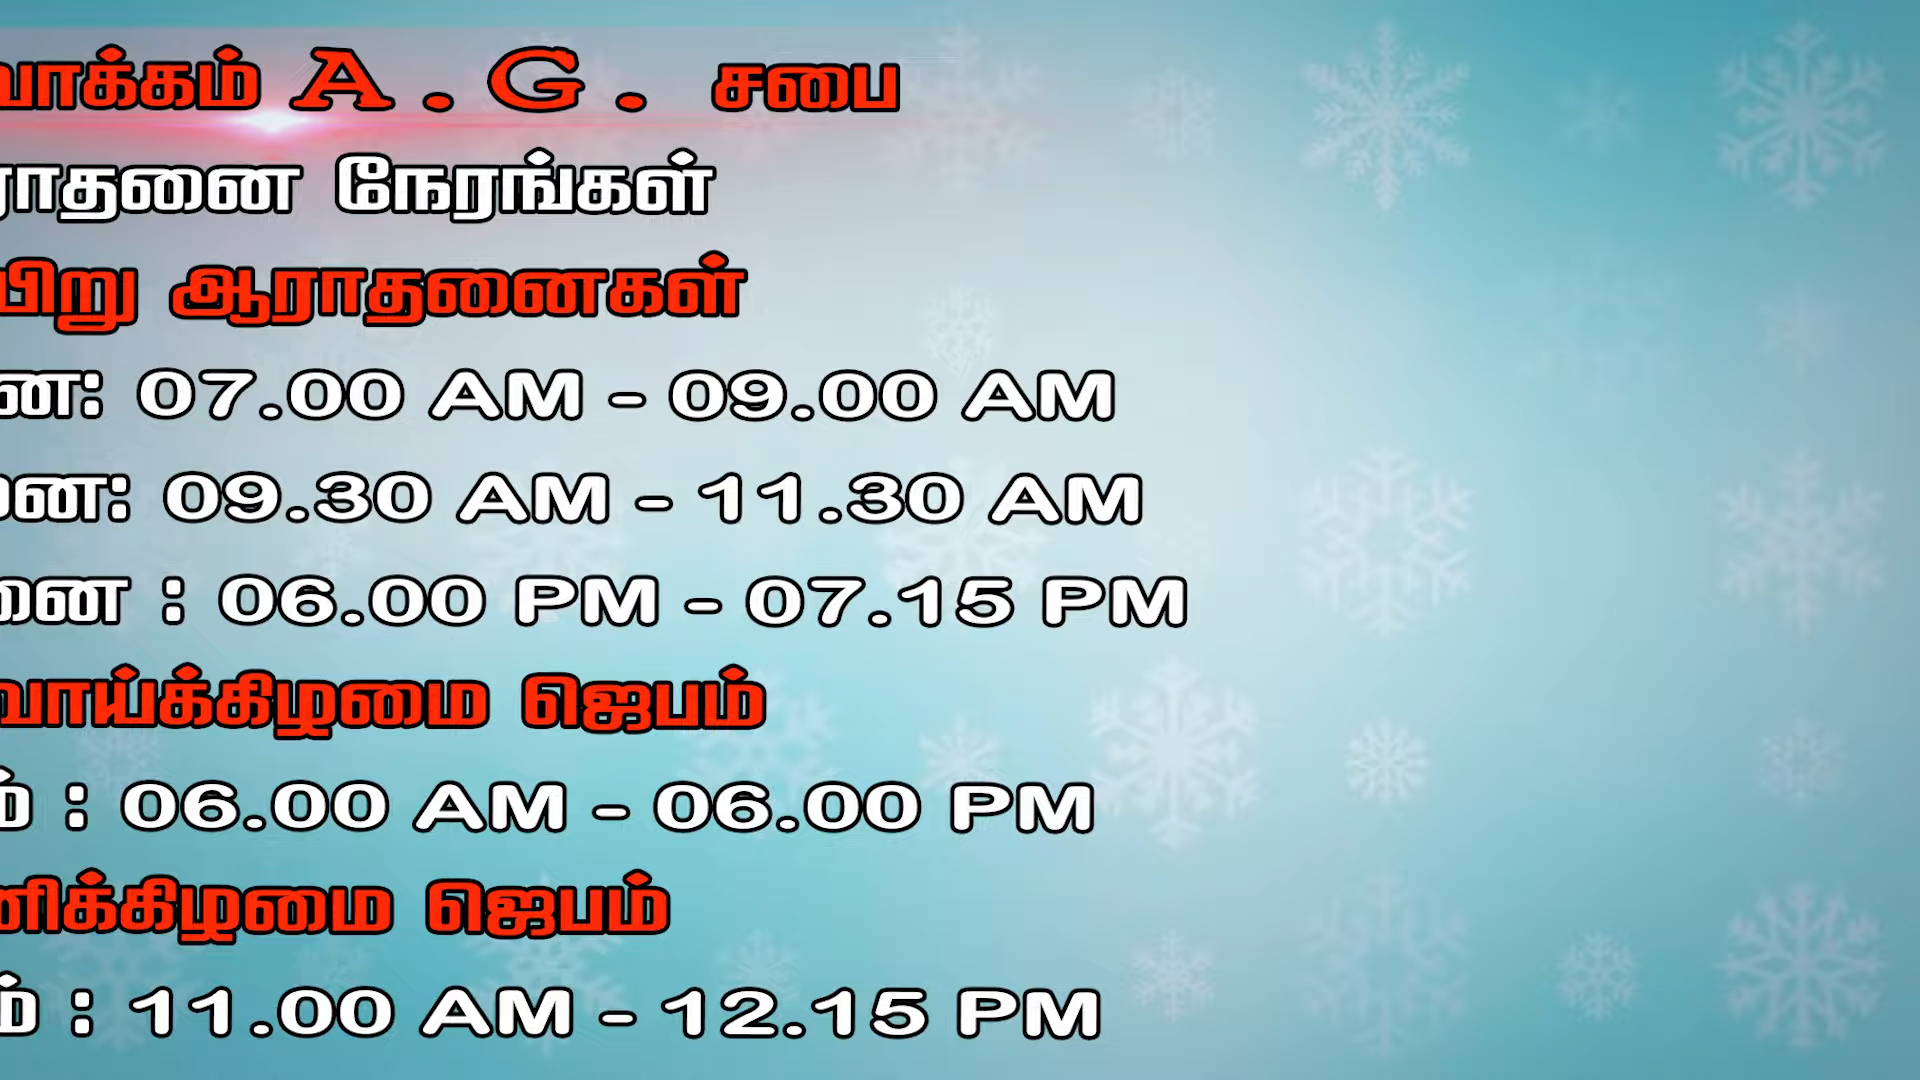 வாக்கம் A . G . சபை
ராதனை நேரங்கள்
யிறு ஆராதனைகள்
னை: 07.00 AM - 09.00 AM
னை: 09.30 AM - 11.30 AM
னை : 06.00 PM - 07.15 PM
வாய்க்கிழமை ஜெபம்
ம் : 06.00 AM - 06.00 PM
னிக்கிழமை ஜெபம்
ம் : 11.00 AM - 12.15 PM